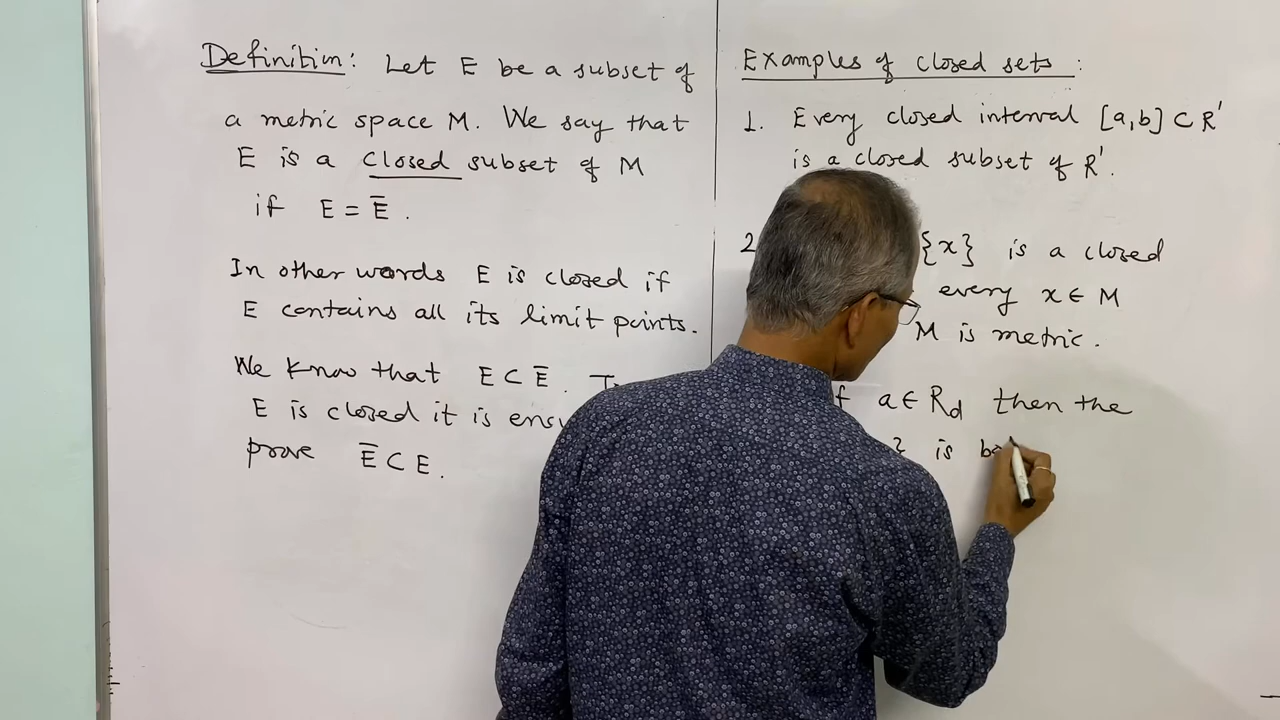 Definition: Let E be a subset of
a metric space M. We say that
E is a closed subset of M
if E = Ē.
In other words E is closed if
E contains all its limit points.
We know that E ⊂ Ē.
E is closed it is
prove Ē ⊂ E.
Examples of closed sets:
1. Every closed interval [a,b] ⊂ R'
is a closed subset of R'.
2 {x} is a closed
every x ∈ M
M is metric.
a ∈ R_d then the
} is